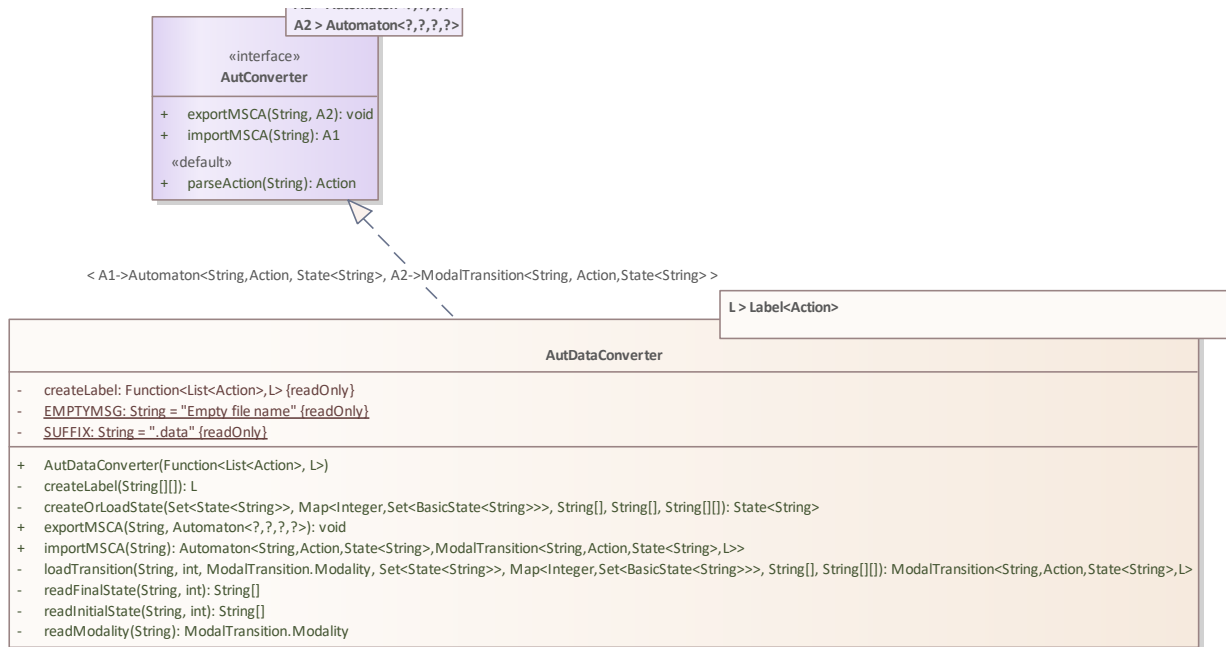 A2 > Automaton<?,?,?,?>
«interface»
AutConverter
+ exportMSCA(String, A2): void
+ importMSCA(String): A1
«default»
+ parseAction(String): Action
< A1->Automaton<String,Action, State<String>, A2->ModalTransition<String, Action,State<String> >
L > Label<Action>
AutDataConverter
- createLabel: Function<List<Action>,L> {readOnly}
- EMPTYMSG: String = "Empty file name" {readOnly}
- SUFFIX: String = ".data" {readOnly}
+ AutDataConverter(Function<List<Action>, L>)
- createLabel(String[][]): L
- createOrLoadState(Set<State<String>>, Map<Integer,Set<BasicState<String>>>, String[], String[], String[][]): State<String>
+ exportMSCA(String, Automaton<?,?,?,?>): void
+ importMSCA(String): Automaton<String,Action,State<String>,ModalTransition<String,Action,State<String>,L>>
- loadTransition(String, int, ModalTransition.Modality, Set<State<String>>, Map<Integer,Set<BasicState<String>>>, String[], String[][]): ModalTransition<String,Action,State<String>,L>
- readFinalState(String, int): String[]
- readInitialState(String, int): String[]
- readModality(String): ModalTransition.Modality